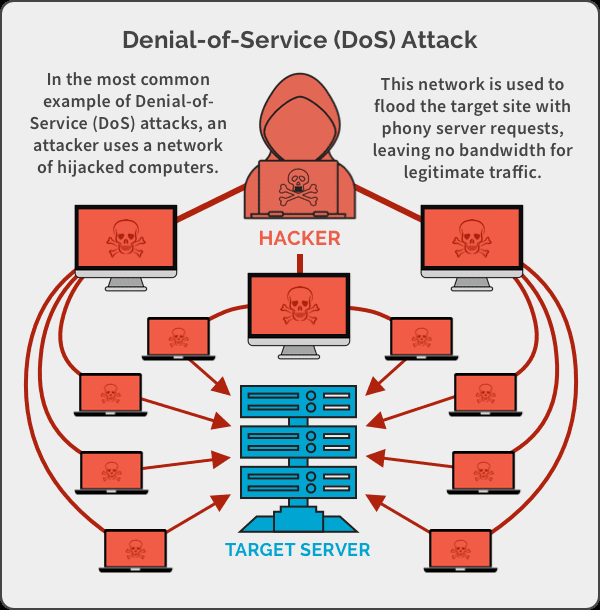 Denial-of-Service (DoS) Attack
In the most common
example of Denial-of-
Service (DoS) attacks, an
attacker uses a network
of hijacked computers.
This network is used to
flood the target site with
phony server requests,
leaving no bandwidth for
legitimate traffic.
HACKER
TARGET SERVER